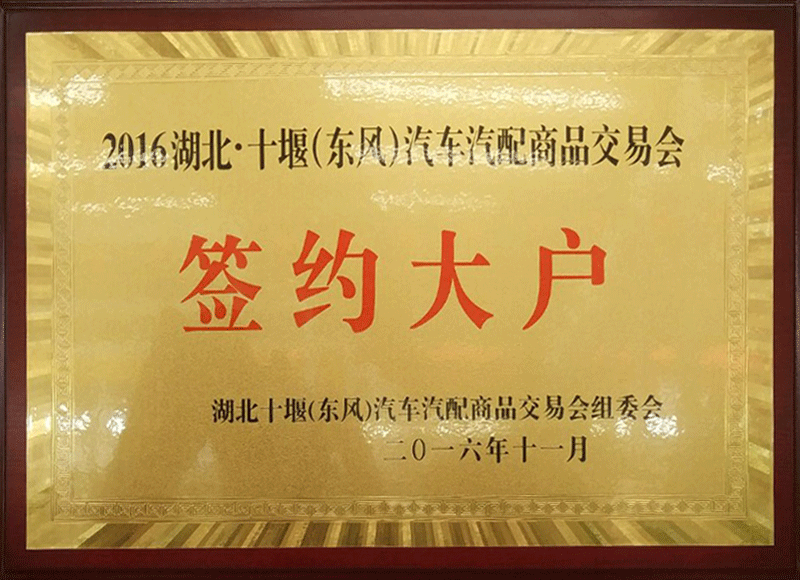 2016湖北·十堰(东风)汽车汽配商品交易会
签约大户
湖北十堰(东风)汽车汽配商品交易会组委会
二〇一六年十一月